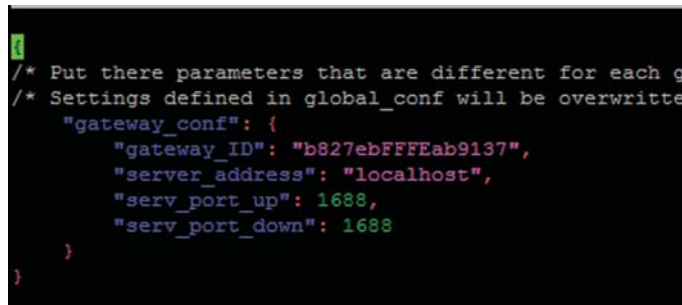 {
/* Put there parameters that are different for each g
/* Settings defined in global_conf will be overwritte
"gateway_conf": {
"gateway_ID": "b827ebFFFEab9137",
"server_address": "localhost",
"serv_port_up": 1688,
"serv_port_down": 1688
}
}